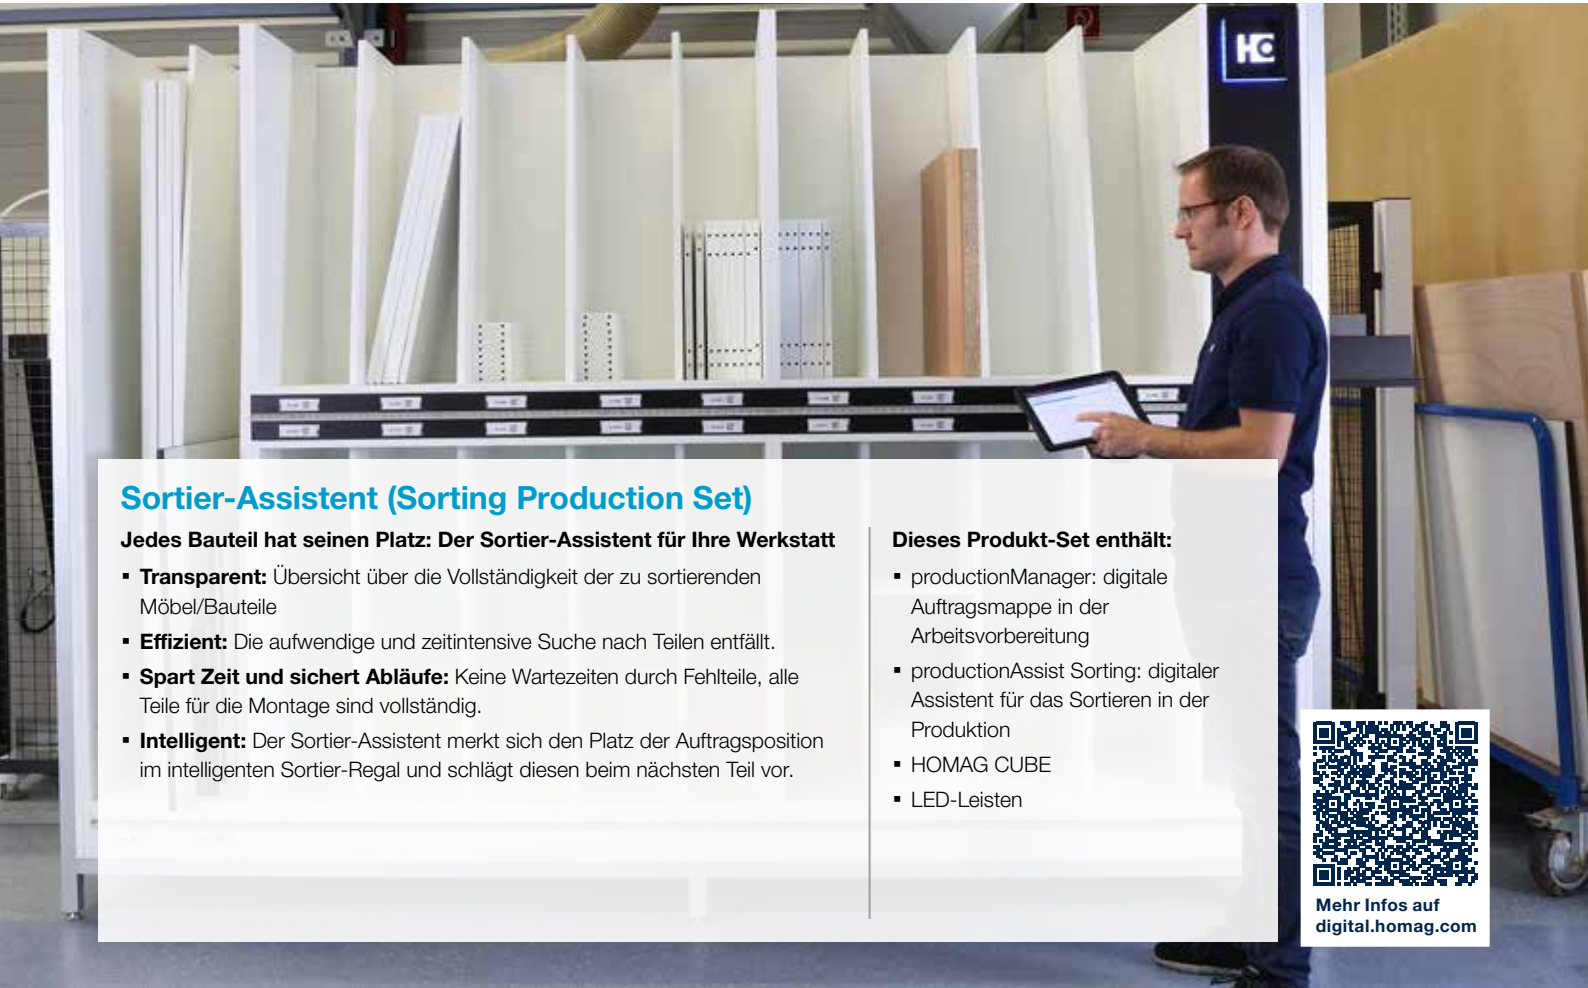 HC
Sortier-Assistent (Sorting Production Set)
Jedes Bauteil hat seinen Platz: Der Sortier-Assistent für Ihre Werkstatt
▪ Transparent: Übersicht über die Vollständigkeit der zu sortierenden
Möbel/Bauteile
▪ Effizient: Die aufwendige und zeitintensive Suche nach Teilen entfällt.
▪ Spart Zeit und sichert Abläufe: Keine Wartezeiten durch Fehlteile, alle
Teile für die Montage sind vollständig.
▪ Intelligent: Der Sortier-Assistent merkt sich den Platz der Auftragsposition
im intelligenten Sortier-Regal und schlägt diesen beim nächsten Teil vor.
Dieses Produkt-Set enthält:
▪ productionManager: digitale
Auftragsmappe in der
Arbeitsvorbereitung
▪ productionAssist Sorting: digitaler
Assistent für das Sortieren in der
Produktion
▪ HOMAG CUBE
▪ LED-Leisten
Mehr Infos auf
digital.homag.com